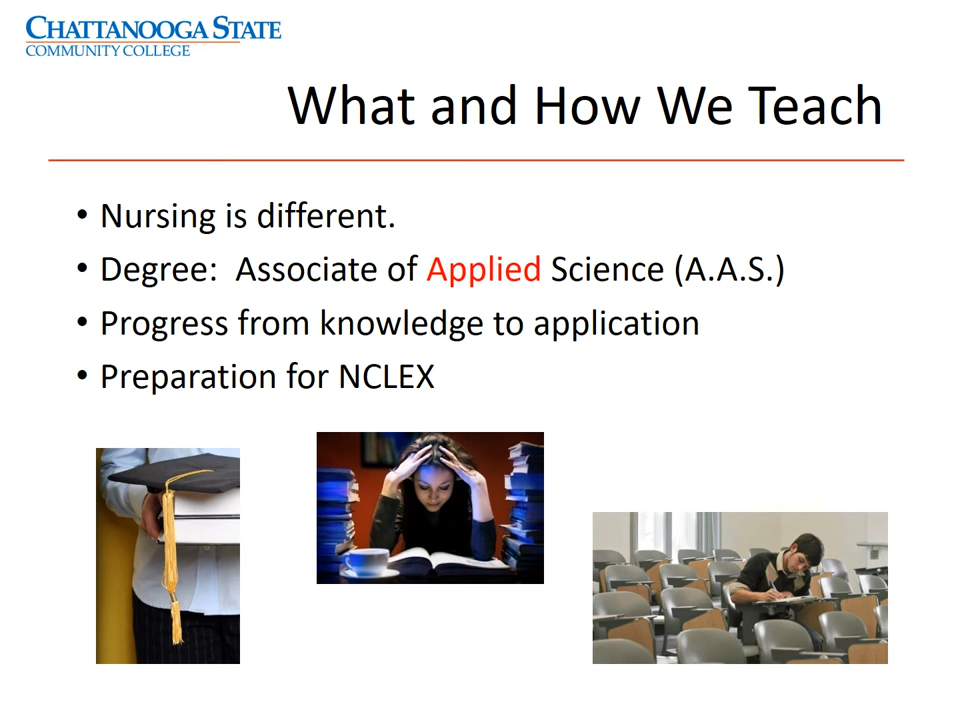 CHATTANOOGA STATE
COMMUNITY COLLEGE
What and How We Teach
• Nursing is different.
• Degree:  Associate of Applied Science (A.A.S.)
• Progress from knowledge to application
• Preparation for NCLEX